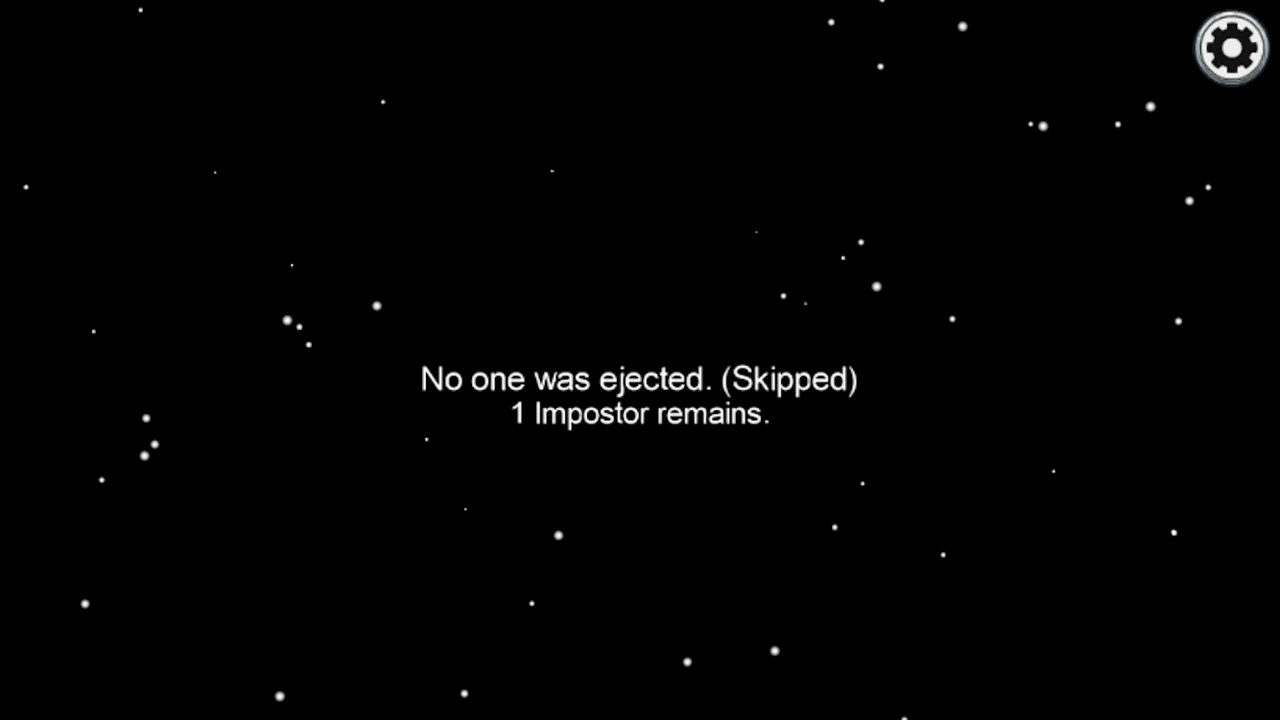 No one was ejected. (Skipped)
1 Impostor remains.